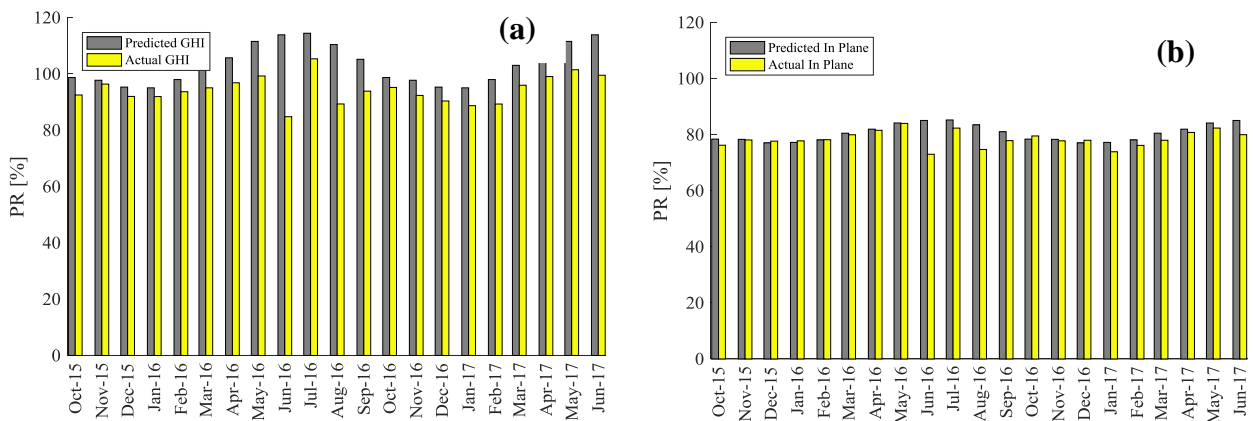 (a)
Predicted GHI
Actual GHI
PR [%]
120
100
80
60
40
20
0
Oct-15
Nov-15
Dec-15
Jan-16
Feb-16
Mar-16
Apr-16
May-16
Jun-16
Jul-16
Aug-16
Sep-16
Oct-16
Nov-16
Dec-16
Jan-17
Feb-17
Mar-17
Apr-17
May-17
Jun-17
(b)
Predicted In Plane
Actual In Plane
PR [%]
120
100
80
60
40
20
0
Oct-15
Nov-15
Dec-15
Jan-16
Feb-16
Mar-16
Apr-16
May-16
Jun-16
Jul-16
Aug-16
Sep-16
Oct-16
Nov-16
Dec-16
Jan-17
Feb-17
Mar-17
Apr-17
May-17
Jun-17